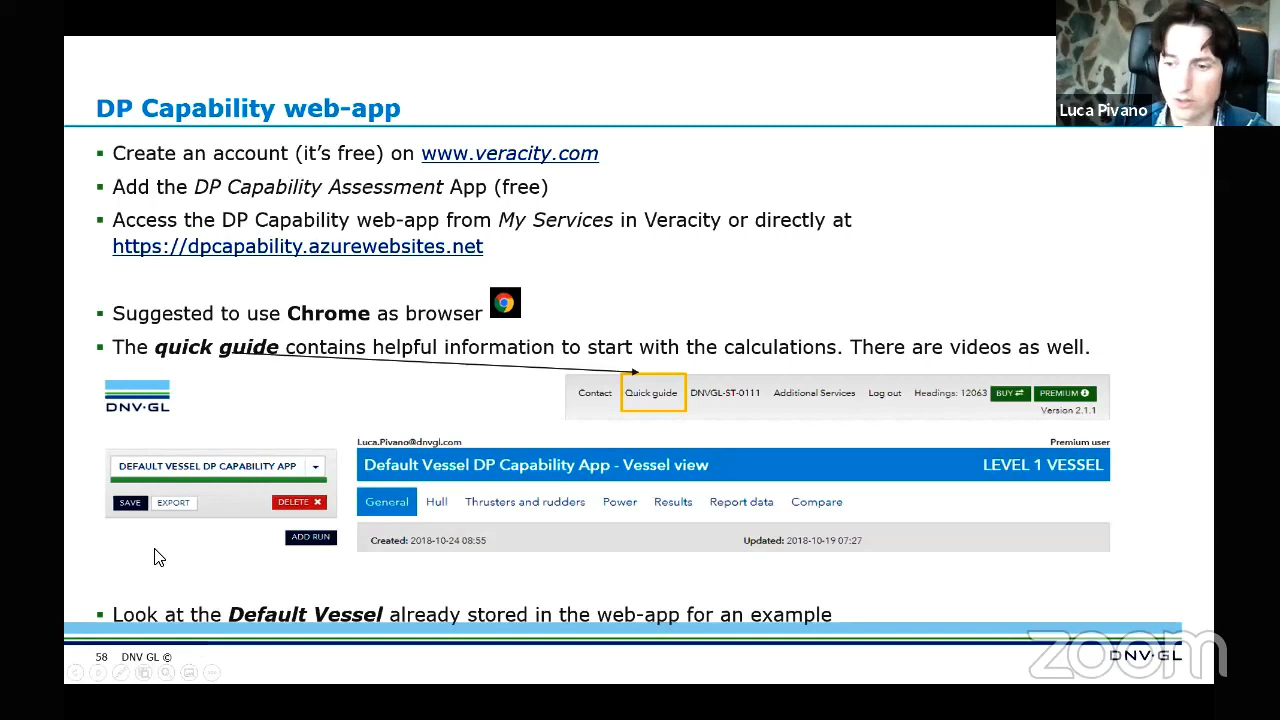 Luca Pivano
DP Capability web-app
Create an account (it's free) on www.veracity.com
Add the DP Capability Assessment App (free)
Access the DP Capability web-app from My Services in Veracity or directly at
https://dpcapability.azurewebsites.net
Suggested to use Chrome as browser
The quick guide contains helpful information to start with the calculations. There are videos as well.
DNV·GL
Contact Quick guide DNVGL-ST-0111 Additional Services Log out Headings: 12063 BUY PREMIUM
Version 2.1.1
Luca.Pivano@dnvgl.com Premium user
DEFAULT VESSEL DP CAPABILITY APP
Default Vessel DP Capability App - Vessel view LEVEL 1 VESSEL
SAVE EXPORT DELETE
General Hull Thrusters and rudders Power Results Report data Compare
ADD RUN
Created: 2018-10-24 08:55 Updated: 2018-10-19 07:27
Look at the Default Vessel already stored in the web-app for an example
58 DNV GL ©
DNV·GL
zoom